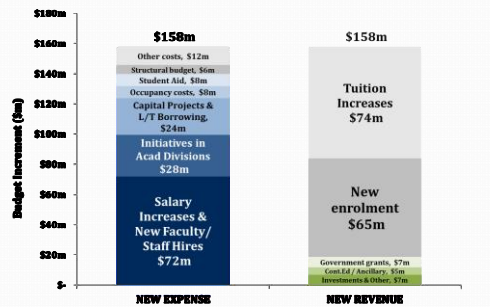 $180m
$160m
$140m
$120m
$100m
$80m
$60m
$40m
$20m
$-
Budget Increment ($m)
$158m
Other costs, $12m
Structural budget, $6m
Student Aid, $8m
Occupancy costs, $8m
Capital Projects &
L/T Borrowing,
$24m
Initiatives in
Acad Divisions
$28m
Salary
Increases &
New Faculty/
Staff Hires
$72m
NEW EXPENSE
$158m
Tuition
Increases
$74m
New
enrolment
$65m
Government grants, $7m
Cont.Ed / Ancillary, $5m
Investments & Other, $7m
NEW REVENUE